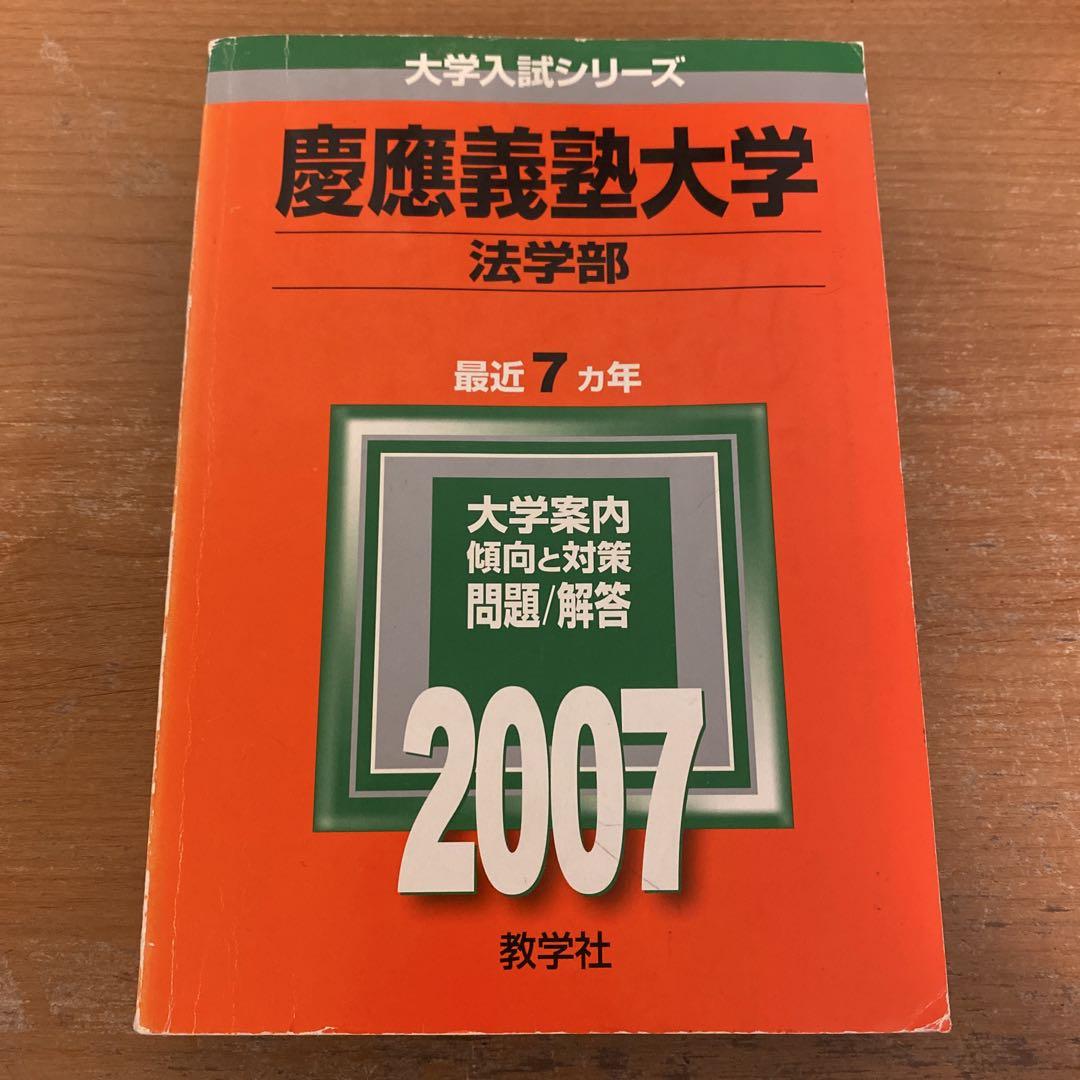 大学入試シリーズ
慶應義塾大学
法学部
最近7ヵ年
大学案内
傾向と対策
問題/解答
2007
教学社